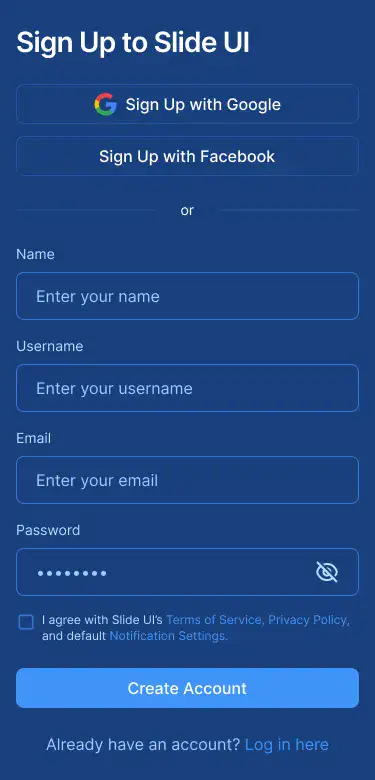 Sign Up to Slide UI
Sign Up with Google
Sign Up with Facebook
or
Name
Enter your name
Username
Enter your username
Email
Enter your email
Password
••••••••
I agree with Slide UI’s Terms of Service, Privacy Policy,
and default Notification Settings.
Create Account
Already have an account? Log in here